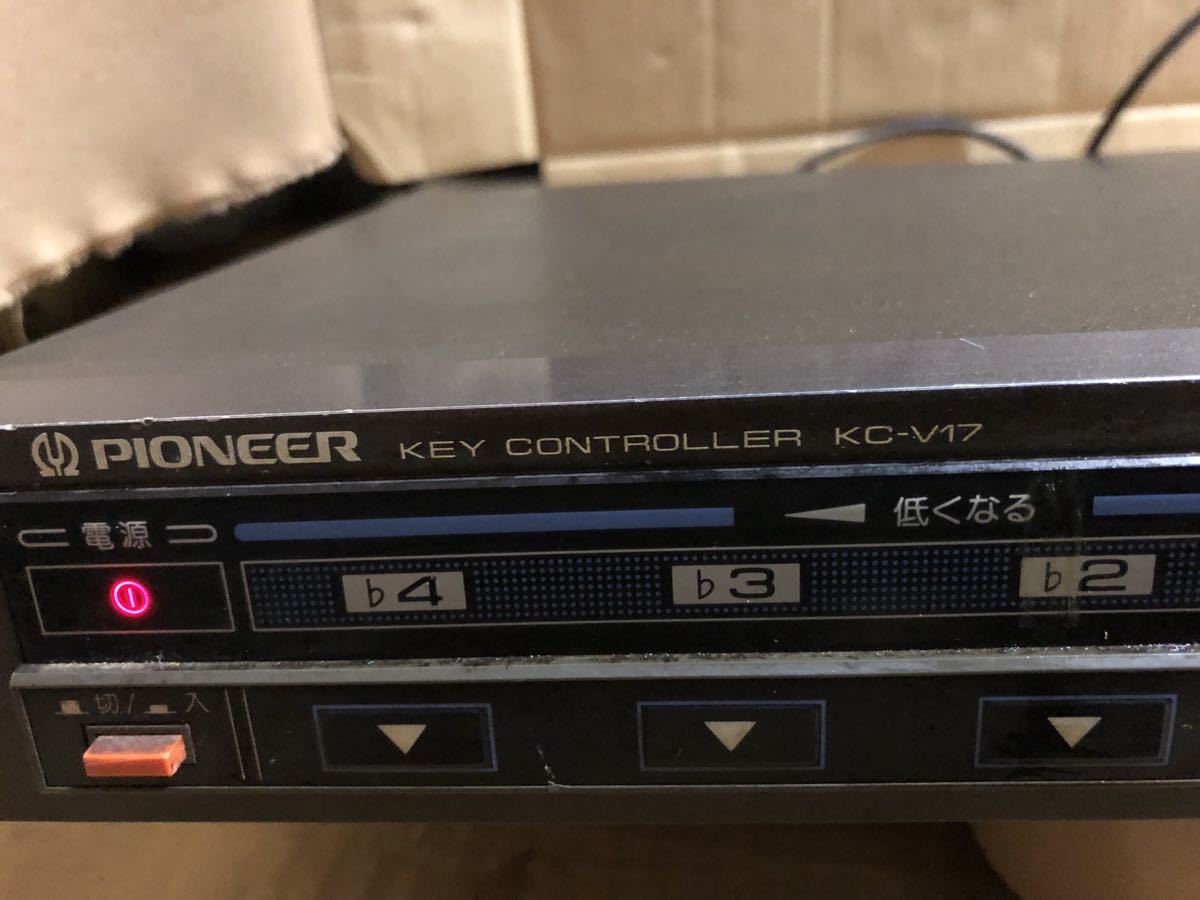 PIONEER KEY CONTROLLER KC-V17
電源
低くなる
♭4 ♭3 ♭2
切/入